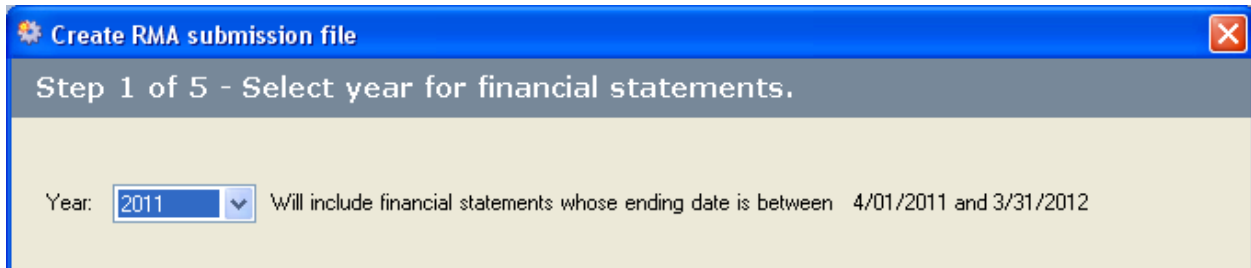 Create RMA submission file
Step 1 of 5 - Select year for financial statements.
Year: 2011 Will include financial statements whose ending date is between 4/01/2011 and 3/31/2012